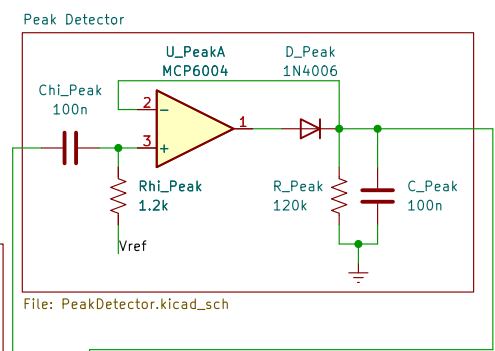 Peak Detector
U_PeakA
MCP6004
D_Peak
1N4006
Chi_Peak
100n
2
-
3
+
1
Rhi_Peak
1.2k
R_Peak
120k
C_Peak
100n
Vref
File: PeakDetector.kicad_sch